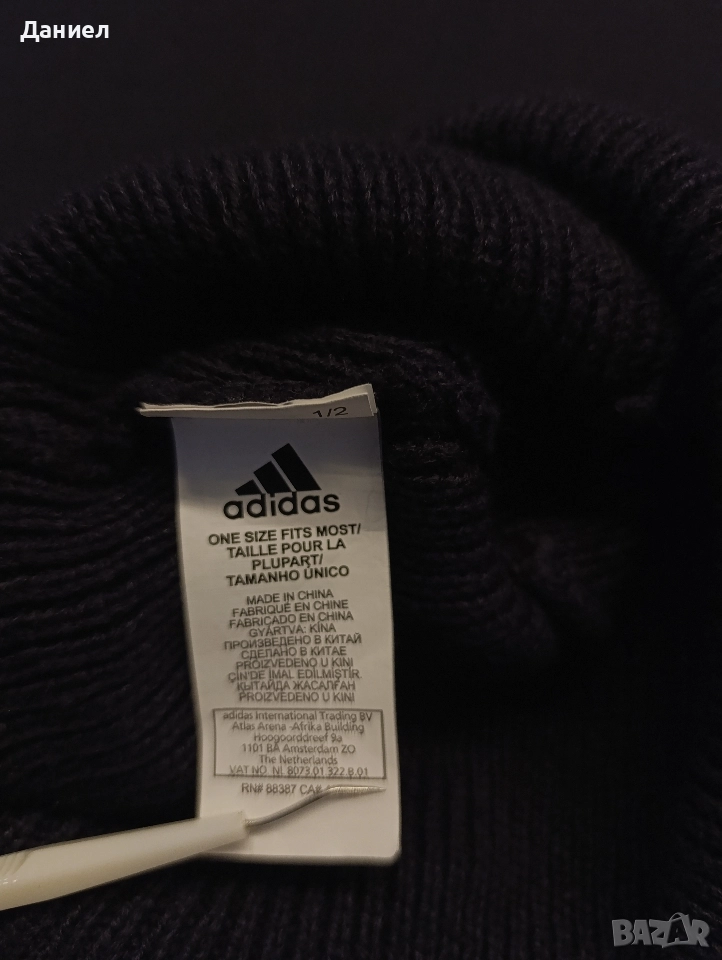 Даниел
1/2
adidas
ONE SIZE FITS MOST/
TAILLE POUR LA
PLUPART/
TAMANHO ÚNICO
MADE IN CHINA
FABRIQUÉ EN CHINE
FABRICADO EN CHINA
GYÁRTVA: KÍNA
ПРОИЗВЕДЕНО В КИТАЙ
СДЕЛАНО В КИТАЕ
PROIZVEDENO U KINI
ÇİN'DE İMAL EDİLMİŞTİR
ҚЫТАЙДА ЖАСАЛҒАН
PROIZVEDENO U KINI
adidas International Trading BV
Atlas Arena -Afrika Building
Hoogoorddreef 9a
1101 BA Amsterdam ZO
The Netherlands
VAT NO. NL 8073.01.322.B.01
RN# 88387 CA#
BAZAR